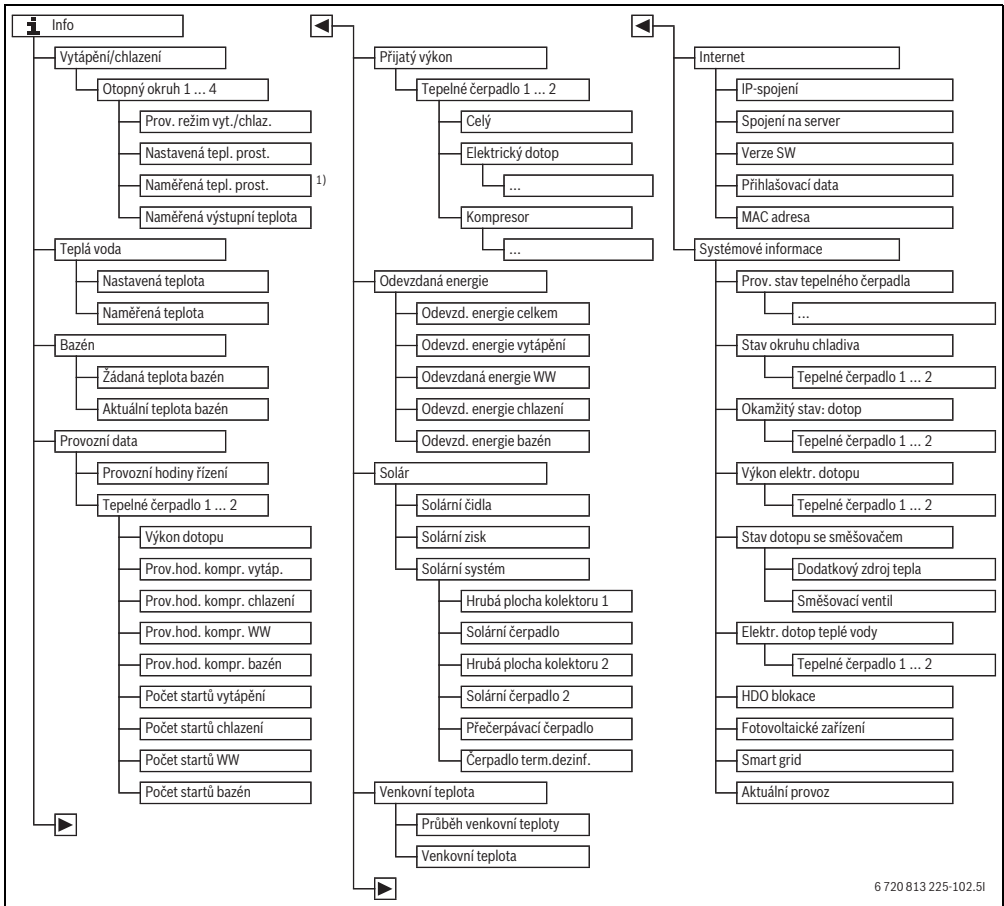 i Info
Vytápění/chlazení
Otopný okruh 1 ... 4
Prov. režim vyt./chlaz.
Nastavená tepl. prost.
Naměřená tepl. prost. 1)
Naměřená výstupní teplota
Teplá voda
Nastavená teplota
Naměřená teplota
Bazén
Žádaná teplota bazén
Aktuální teplota bazén
Provozní data
Provozní hodiny řízení
Tepelné čerpadlo 1 ... 2
Výkon dotopu
Prov.hod. kompr. vytáp.
Prov.hod. kompr. chlazení
Prov.hod. kompr. WW
Prov.hod. kompr. bazén
Počet startů vytápění
Počet startů chlazení
Počet startů WW
Počet startů bazén
Přijatý výkon
Tepelné čerpadlo 1 ... 2
Celý
Elektrický dotop
...
Kompresor
...
Odevzdaná energie
Odevzd. energie celkem
Odevzd. energie vytápění
Odevzdaná energie WW
Odevzd. energie chlazení
Odevzd. energie bazén
Solár
Solární čidla
Solární zisk
Solární systém
Hrubá plocha kolektoru 1
Solární čerpadlo
Hrubá plocha kolektoru 2
Solární čerpadlo 2
Přečerpávací čerpadlo
Čerpadlo term.dezinf.
Venkovní teplota
Průběh venkovní teploty
Venkovní teplota
Internet
IP-spojení
Spojení na server
Verze SW
Přihlašovací data
MAC adresa
Systémové informace
Prov. stav tepelného čerpadla
...
Stav okruhu chladiva
Tepelné čerpadlo 1 ... 2
Okamžitý stav: dotop
Tepelné čerpadlo 1 ... 2
Výkon elektr. dotopu
Tepelné čerpadlo 1 ... 2
Stav dotopu se směšovačem
Dodatkový zdroj tepla
Směšovací ventil
Elektr. dotop teplé vody
Tepelné čerpadlo 1 ... 2
HDO blokace
Fotovoltaické zařízení
Smart grid
Aktuální provoz
6 720 813 225-102.5I